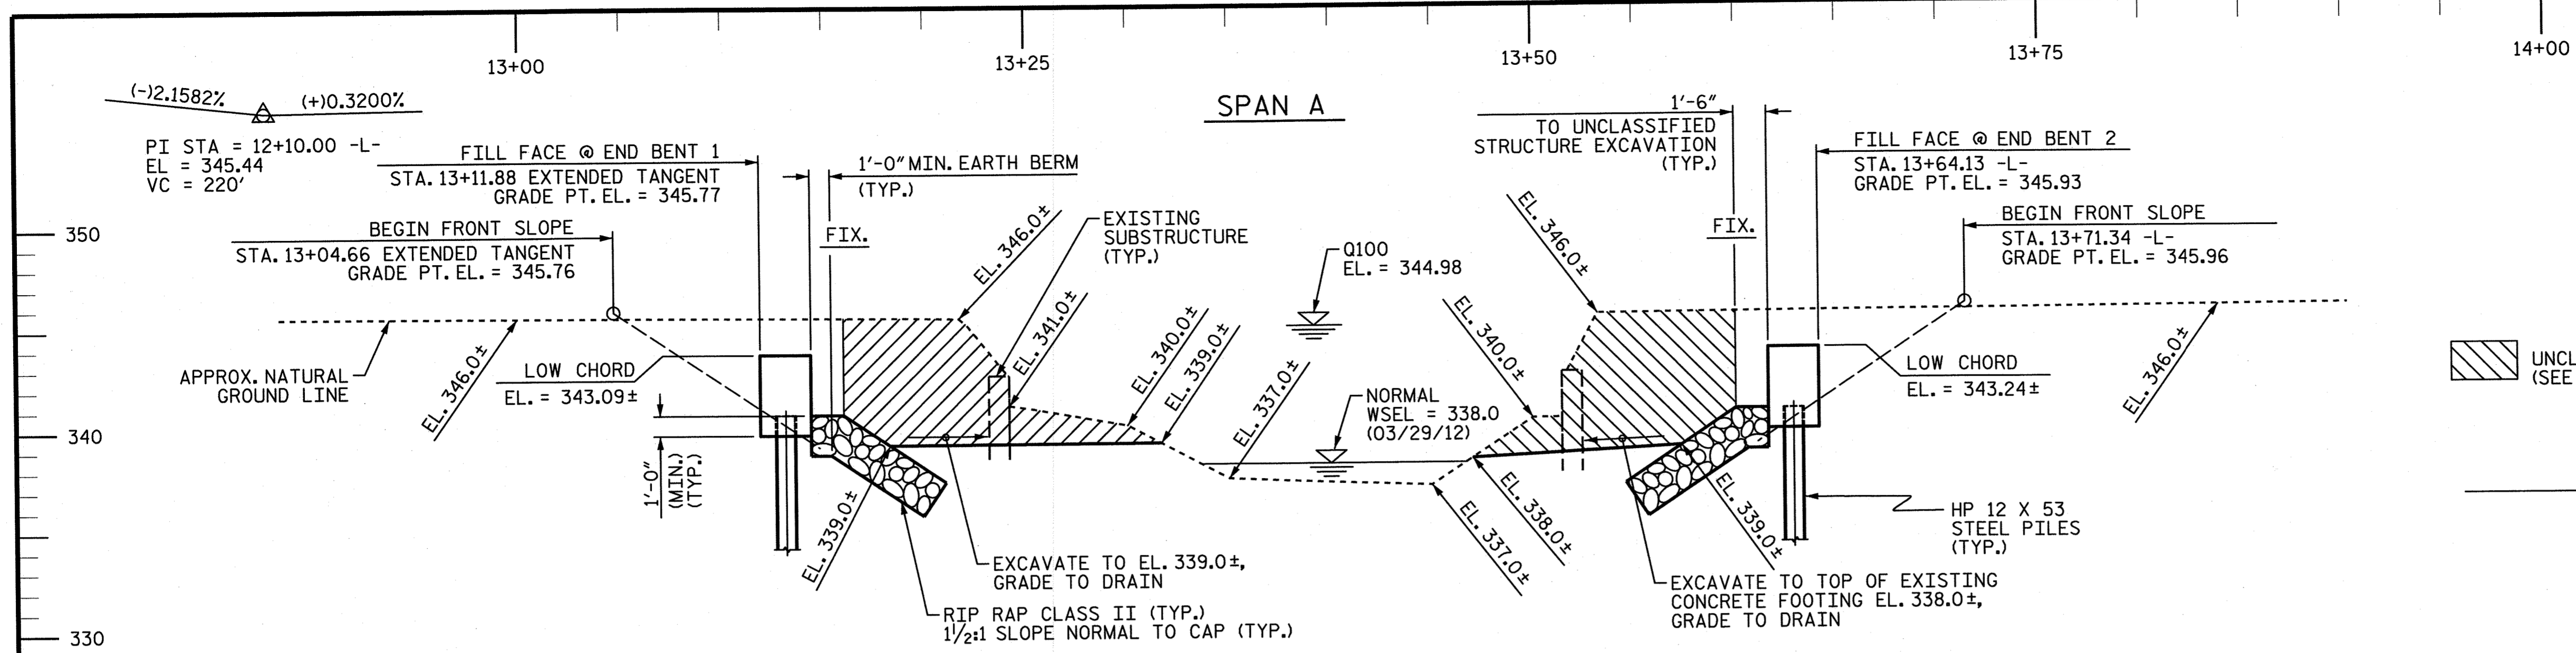 13+00
13+25
13+50
13+75
14+00
(-)2.1582%
(+)0.3200%
PI STA = 12+10.00 -L-
EL = 345.44
VC = 220'
SPAN A
FILL FACE @ END BENT 1
STA. 13+11.88 EXTENDED TANGENT
GRADE PT. EL. = 345.77
1'-0" MIN. EARTH BERM
(TYP.)
1'-6"
TO UNCLASSIFIED
STRUCTURE EXCAVATION
(TYP.)
FILL FACE @ END BENT 2
STA. 13+64.13 -L-
GRADE PT. EL. = 345.93
BEGIN FRONT SLOPE
STA. 13+04.66 EXTENDED TANGENT
GRADE PT. EL. = 345.76
FIX.
EL. 346.0±
EXISTING
SUBSTRUCTURE
(TYP.)
Q100
EL. = 344.98
EL. 346.0±
FIX.
BEGIN FRONT SLOPE
STA. 13+71.34 -L-
GRADE PT. EL. = 345.96
350
340
330
APPROX. NATURAL
GROUND LINE
EL. 346.0±
LOW CHORD
EL. = 343.09±
EL. 341.0±
EL. 340.0±
EL. 339.0±
EL. 337.0±
NORMAL
WSEL = 338.0
(03/29/12)
EL. 340.0±
LOW CHORD
EL. = 343.24±
EL. 346.0±
UNCL
(SEE
1'-0"
(MIN.)
(TYP.)
EL. 339.0±
EXCAVATE TO EL. 339.0±,
GRADE TO DRAIN
RIP RAP CLASS II (TYP.)
1½:1 SLOPE NORMAL TO CAP (TYP.)
EL. 337.0±
EL. 338.0±
EL. 339.0±
EXCAVATE TO TOP OF EXISTING
CONCRETE FOOTING EL. 338.0±,
GRADE TO DRAIN
HP 12 X 53
STEEL PILES
(TYP.)